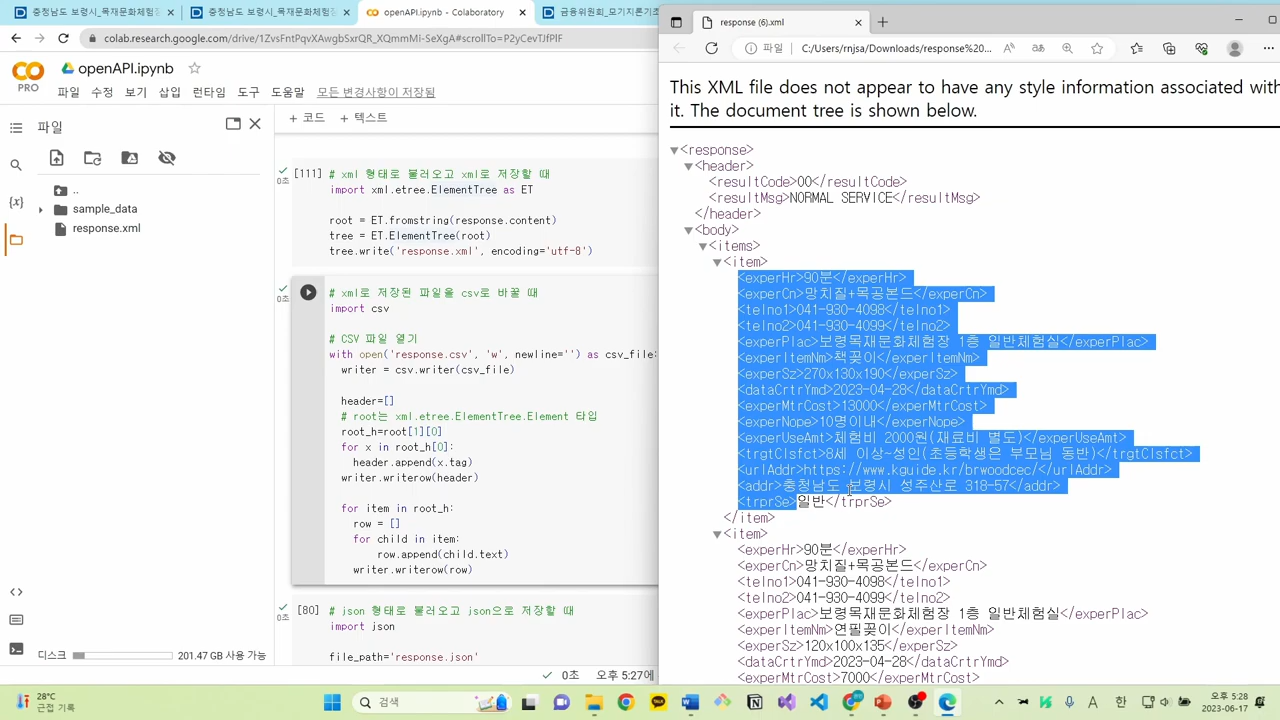 충청남도 보령시_목재문화체험장
충청남도 보령시_목재문화체험장
openAPI.ipynb - Colaboratory
금융위원회_모기지론기초
colab.research.google.com/drive/1ZvsFntPqvXAwgbSxrQR_XQmmMi-SeXgA#scrollTo=P2yCevTJfPlF
PRO
openAPI.ipynb
파일 수정 보기 삽입 런타임 도구 도움말 모든 변경사항이 저장됨
파일
..
sample_data
response.xml
디스크
201.47 GB 사용 가능
+ 코드 + 텍스트
[111]
0초
# xml 형태로 불러오고 xml로 저장할 때
import xml.etree.ElementTree as ET
root = ET.fromstring(response.content)
tree = ET.ElementTree(root)
tree.write('response.xml', encoding='utf-8')
0초
# xml로 저장된 파일을 csv로 바꿀 때
import csv
# CSV 파일 열기
with open('response.csv', 'w', newline='') as csv_file:
writer = csv.writer(csv_file)
header=[]
# root는 xml.etree.ElementTree.Element 타입
root_h=root[1][0]
for x in root_h[0]:
header.append(x.tag)
writer.writerow(header)
for item in root_h:
row = []
for child in item:
row.append(child.text)
writer.writerow(row)
[80]
0초
# json 형태로 불러오고 json으로 저장할 때
import json
file_path='response.json'
0초 오후 5:27에
response (6).xml
파일
C:/Users/rnjsa/Downloads/response%20...
This XML file does not appear to have any style information associated with
it. The document tree is shown below.
▼<response>
▼<header>
<resultCode>00</resultCode>
<resultMsg>NORMAL SERVICE</resultMsg>
</header>
▼<body>
▼<items>
▼<item>
<experHr>90분</experHr>
<experCn>망치질+목공본드</experCn>
<telno1>041-930-4098</telno1>
<telno2>041-930-4099</telno2>
<experPlac>보령목재문화체험장 1층 일반체험실</experPlac>
<experItemNm>책꽂이</experItemNm>
<experSz>270x130x190</experSz>
<dataCrtrYmd>2023-04-28</dataCrtrYmd>
<experMtrCost>13000</experMtrCost>
<experNope>10명이내</experNope>
<experUseAmt>체험비 2000원(재료비 별도)</experUseAmt>
<trgtClsfct>8세 이상~성인(초등학생은 부모님 동반)</trgtClsfct>
<urlAddr>https://www.kguide.kr/brwoodcec/</urlAddr>
<addr>충청남도 보령시 성주산로 318-57</addr>
<trprSe>일반</trprSe>
</item>
▼<item>
<experHr>90분</experHr>
<experCn>망치질+목공본드</experCn>
<telno1>041-930-4098</telno1>
<telno2>041-930-4099</telno2>
<experPlac>보령목재문화체험장 1층 일반체험실</experPlac>
<experItemNm>연필꽂이</experItemNm>
<experSz>120x100x135</experSz>
<dataCrtrYmd>2023-04-28</dataCrtrYmd>
<experMtrCost>7000</experMtrCost>
28°C
근접 기록
검색
A 한
오후 5:28
2023-06-17